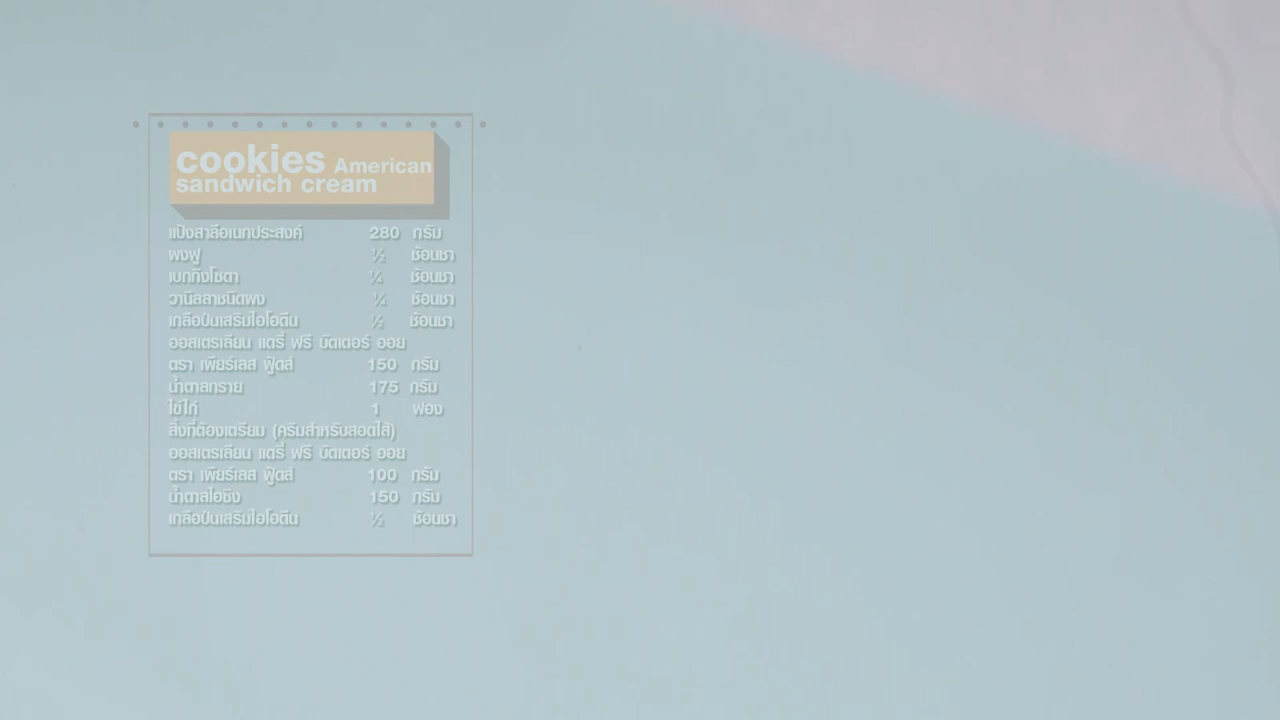 cookies American
sandwich cream
แป้งสาลีอเนกประสงค์ 280 กรัม
ผงฟู ½ ช้อนชา
เบกกิ้งโซดา ¼ ช้อนชา
วานิลลาชนิดผง ¼ ช้อนชา
เกลือป่นเสริมไอโอดีน ½ ช้อนชา
ออสเตรเลียน แดรี่ ฟรี บัตเตอร์ ออย
ตรา เพียร์เลส ฟู้ดส์ 150 กรัม
น้ำตาลทราย 175 กรัม
ไข่ไก่ 1 ฟอง
สิ่งที่ต้องเตรียม (ครีมสำหรับสอดไส้)
ออสเตรเลียน แดรี่ ฟรี บัตเตอร์ ออย
ตรา เพียร์เลส ฟู้ดส์ 100 กรัม
น้ำตาลไอซิ่ง 150 กรัม
เกลือป่นเสริมไอโอดีน ½ ช้อนชา